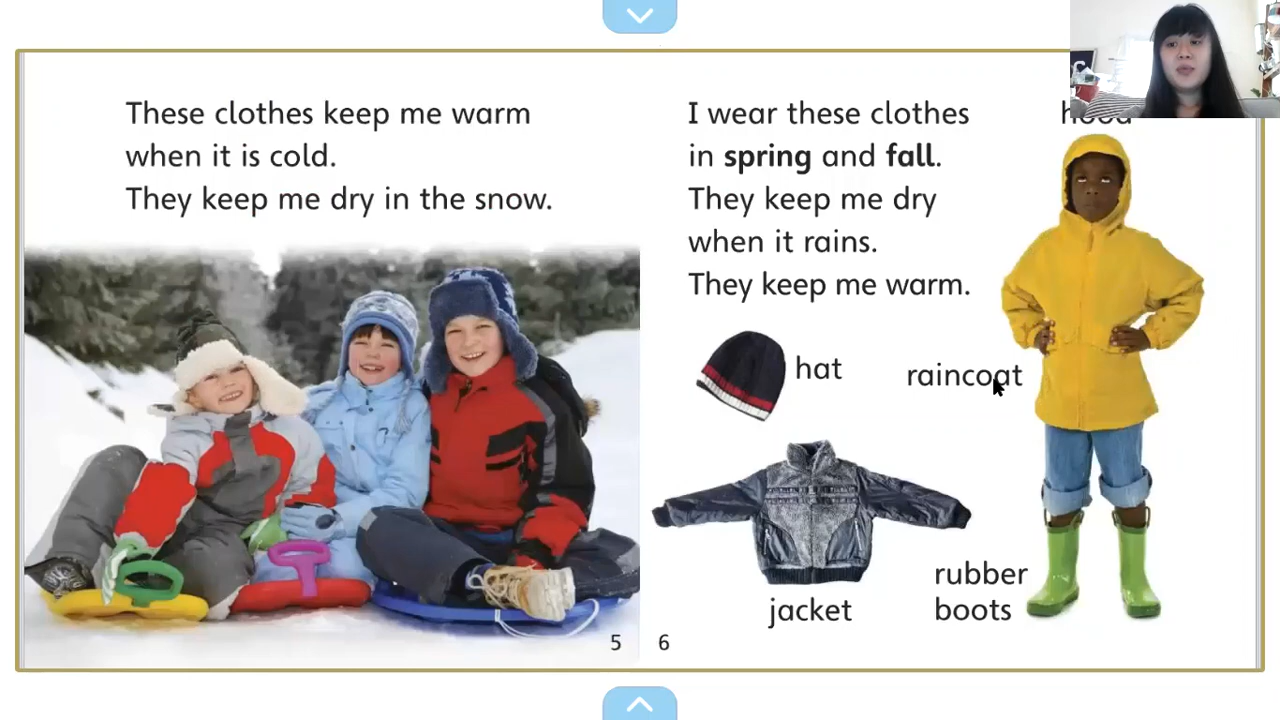 These clothes keep me warm
when it is cold.
They keep me dry in the snow.
5
I wear these clothes
in spring and fall.
They keep me dry
when it rains.
They keep me warm.
hood
hat
raincoat
jacket
rubber
boots
6